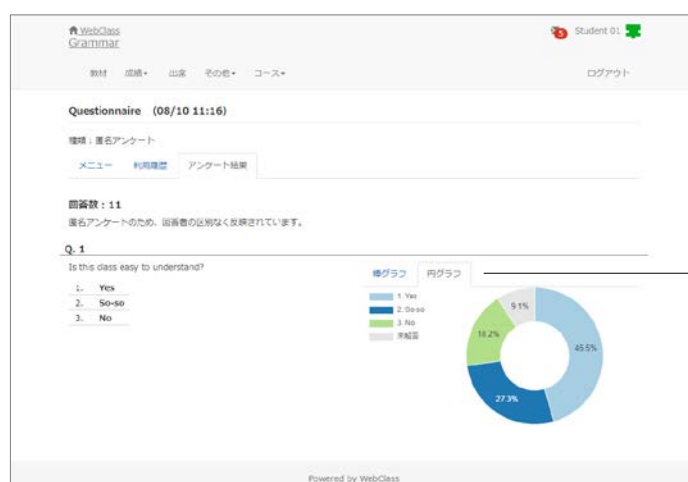 WebClass
Grammar
5
Student 01
教材
成績
出席
その他
コース
ログアウト
Questionnaire (08/10 11:16)
種類：匿名アンケート
メニュー
利用履歴
アンケート結果
回答数：11
匿名アンケートのため、回答者の区別なく反映されています。
Q. 1
Is this class easy to understand?
1. Yes
2. So-so
3. No
棒グラフ
円グラフ
1. Yes
2. So-so
3. No
未解答
9.1%
18.2%
45.5%
27.3%
Powered by WebClass